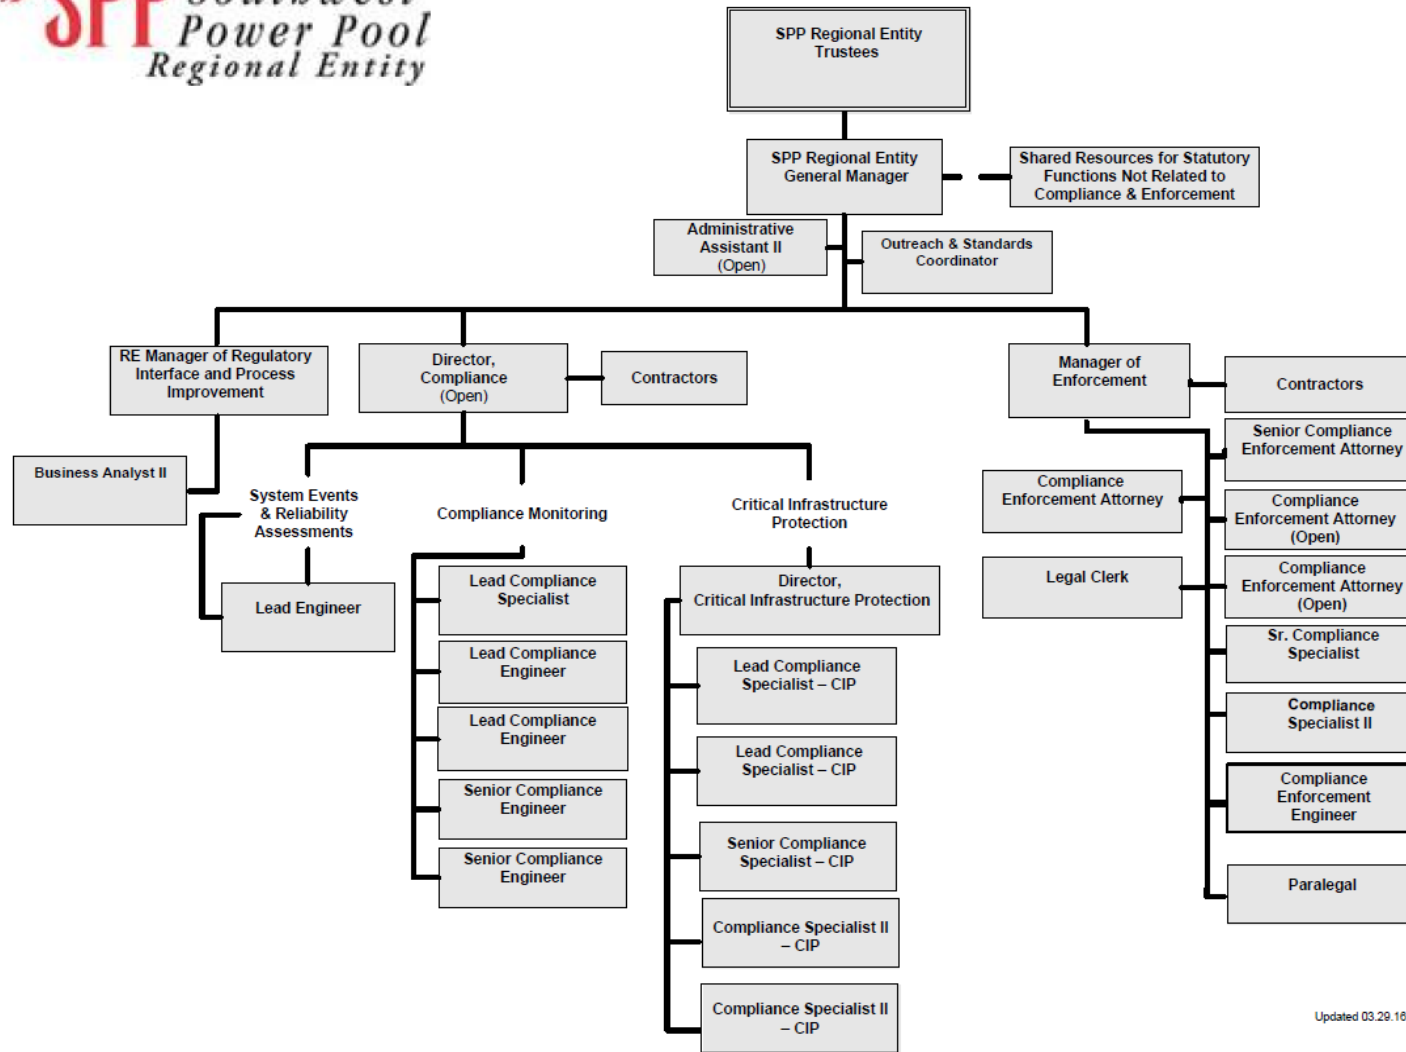 SPP Southwest
Power Pool
Regional Entity
SPP Regional Entity
Trustees
SPP Regional Entity
General Manager
Shared Resources for Statutory
Functions Not Related to
Compliance & Enforcement
Administrative
Assistant II
(Open)
Outreach & Standards
Coordinator
RE Manager of Regulatory
Interface and Process
Improvement
Director,
Compliance
(Open)
Contractors
Manager of
Enforcement
Contractors
Business Analyst II
System Events
& Reliability
Assessments
Lead Engineer
Compliance Monitoring
Lead Compliance
Specialist
Lead Compliance
Engineer
Lead Compliance
Engineer
Senior Compliance
Engineer
Senior Compliance
Engineer
Critical Infrastructure
Protection
Director,
Critical Infrastructure Protection
Lead Compliance
Specialist – CIP
Lead Compliance
Specialist – CIP
Senior Compliance
Specialist – CIP
Compliance Specialist II
– CIP
Compliance Specialist II
– CIP
Compliance
Enforcement Attorney
Legal Clerk
Senior Compliance
Enforcement Attorney
Compliance
Enforcement Attorney
(Open)
Compliance
Enforcement Attorney
(Open)
Sr. Compliance
Specialist
Compliance
Specialist II
Compliance
Enforcement
Engineer
Paralegal
Updated 03.29.16